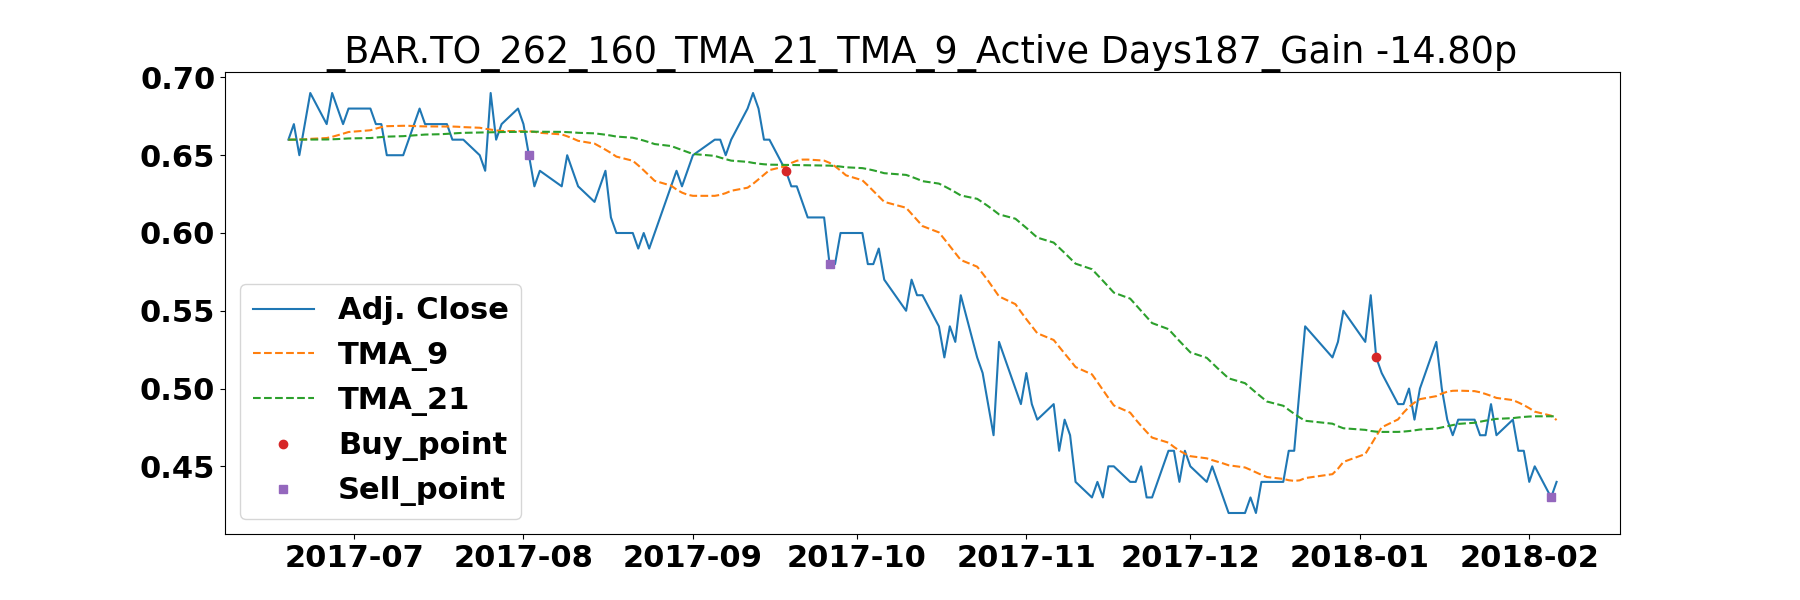 _BAR.TO_262_160_TMA_21_TMA_9_Active Days187_Gain -14.80p
0.70
0.65
0.60
0.55
0.50
0.45
Adj. Close
TMA_9
TMA_21
Buy_point
Sell_point
2017-07 2017-08 2017-09 2017-10 2017-11 2017-12 2018-01 2018-02